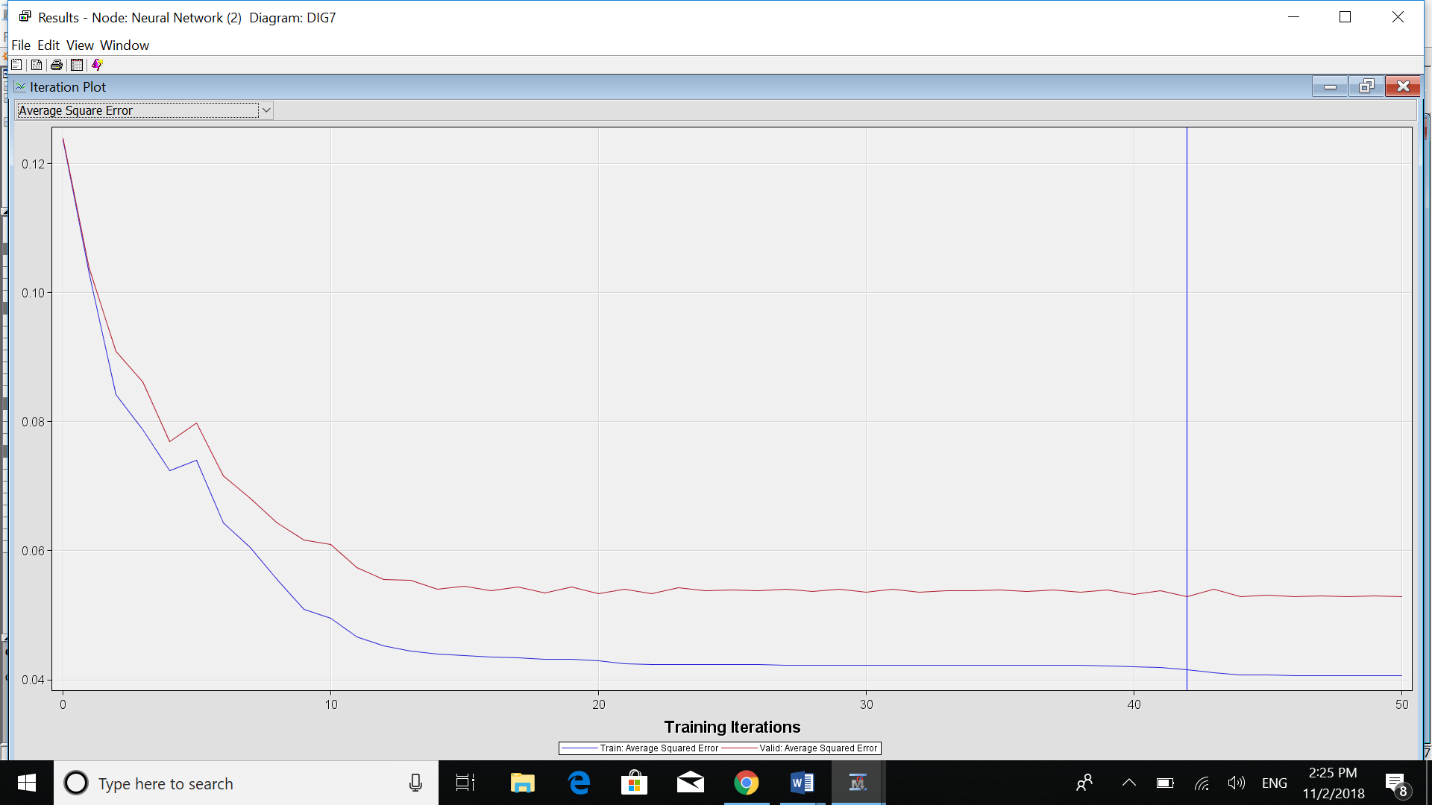 Results - Node: Neural Network (2) Diagram: DIG7
File Edit View Window
Iteration Plot
Average Square Error
0.12
0.10
0.08
0.06
0.04
0 10 20 30 40 50
Training Iterations
Train: Average Squared Error Valid: Average Squared Error
Type here to search
ENG
2:25 PM
11/2/2018
8